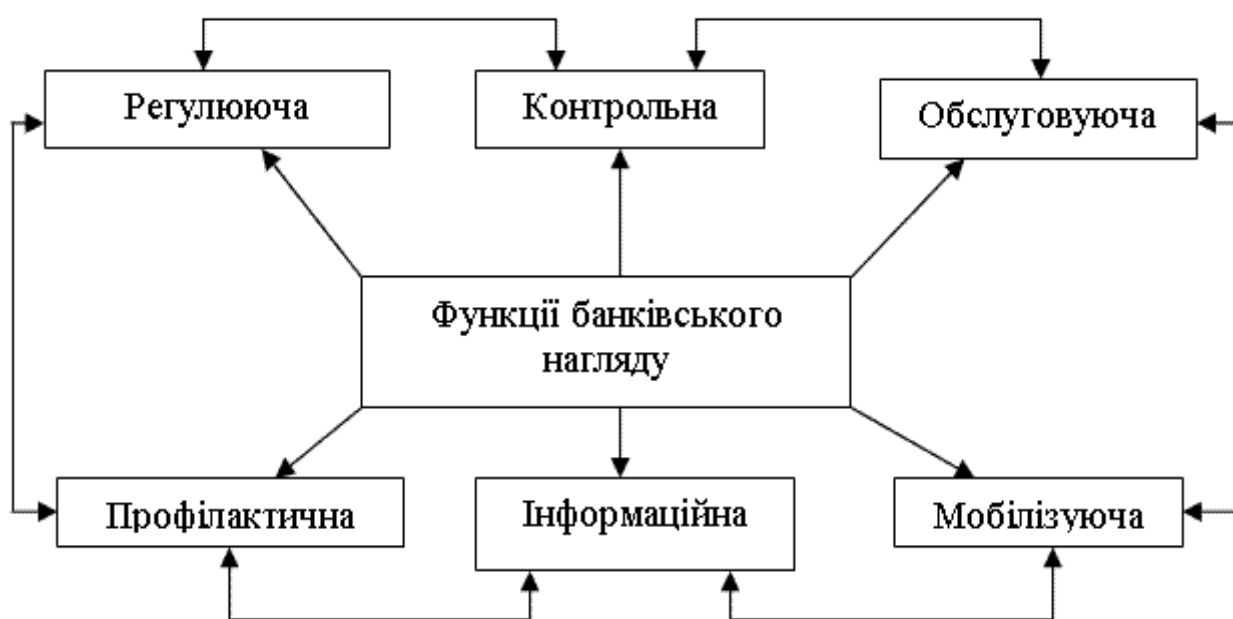 Регулююча
Контрольна
Обслуговуюча
Функції банківського
нагляду
Профілактична
Інформаційна
Мобілізуюча